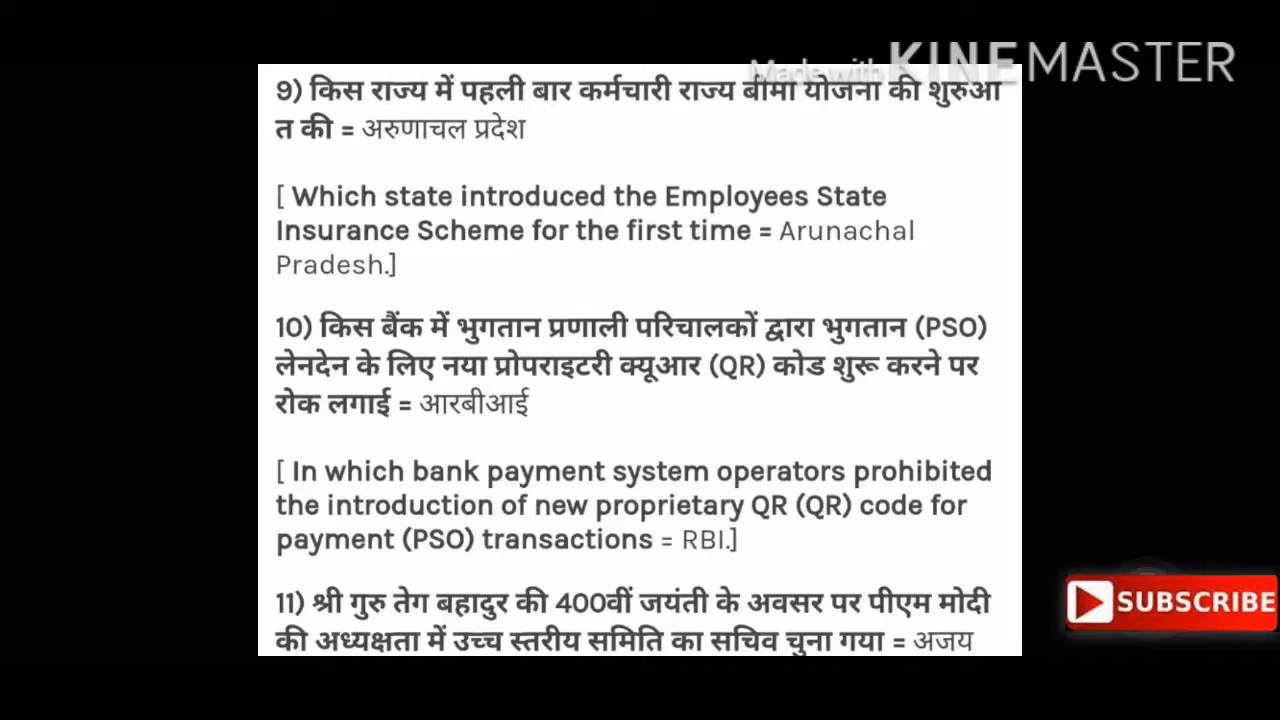 Made with KINEMASTER
9) किस राज्य में पहली बार कर्मचारी राज्य बीमा योजना की शुरुआ
त की = अरुणाचल प्रदेश
[ Which state introduced the Employees State
Insurance Scheme for the first time = Arunachal
Pradesh.]
10) किस बैंक में भुगतान प्रणाली परिचालकों द्वारा भुगतान (PSO)
लेनदेन के लिए नया प्रोपराइटरी क्यूआर (QR) कोड शुरू करने पर
रोक लगाई = आरबीआई
[ In which bank payment system operators prohibited
the introduction of new proprietary QR (QR) code for
payment (PSO) transactions = RBI.]
11) श्री गुरु तेग बहादुर की 400वीं जयंती के अवसर पर पीएम मोदी
की अध्यक्षता में उच्च स्तरीय समिति का सचिव चुना गया = अजय
SUBSCRIBE